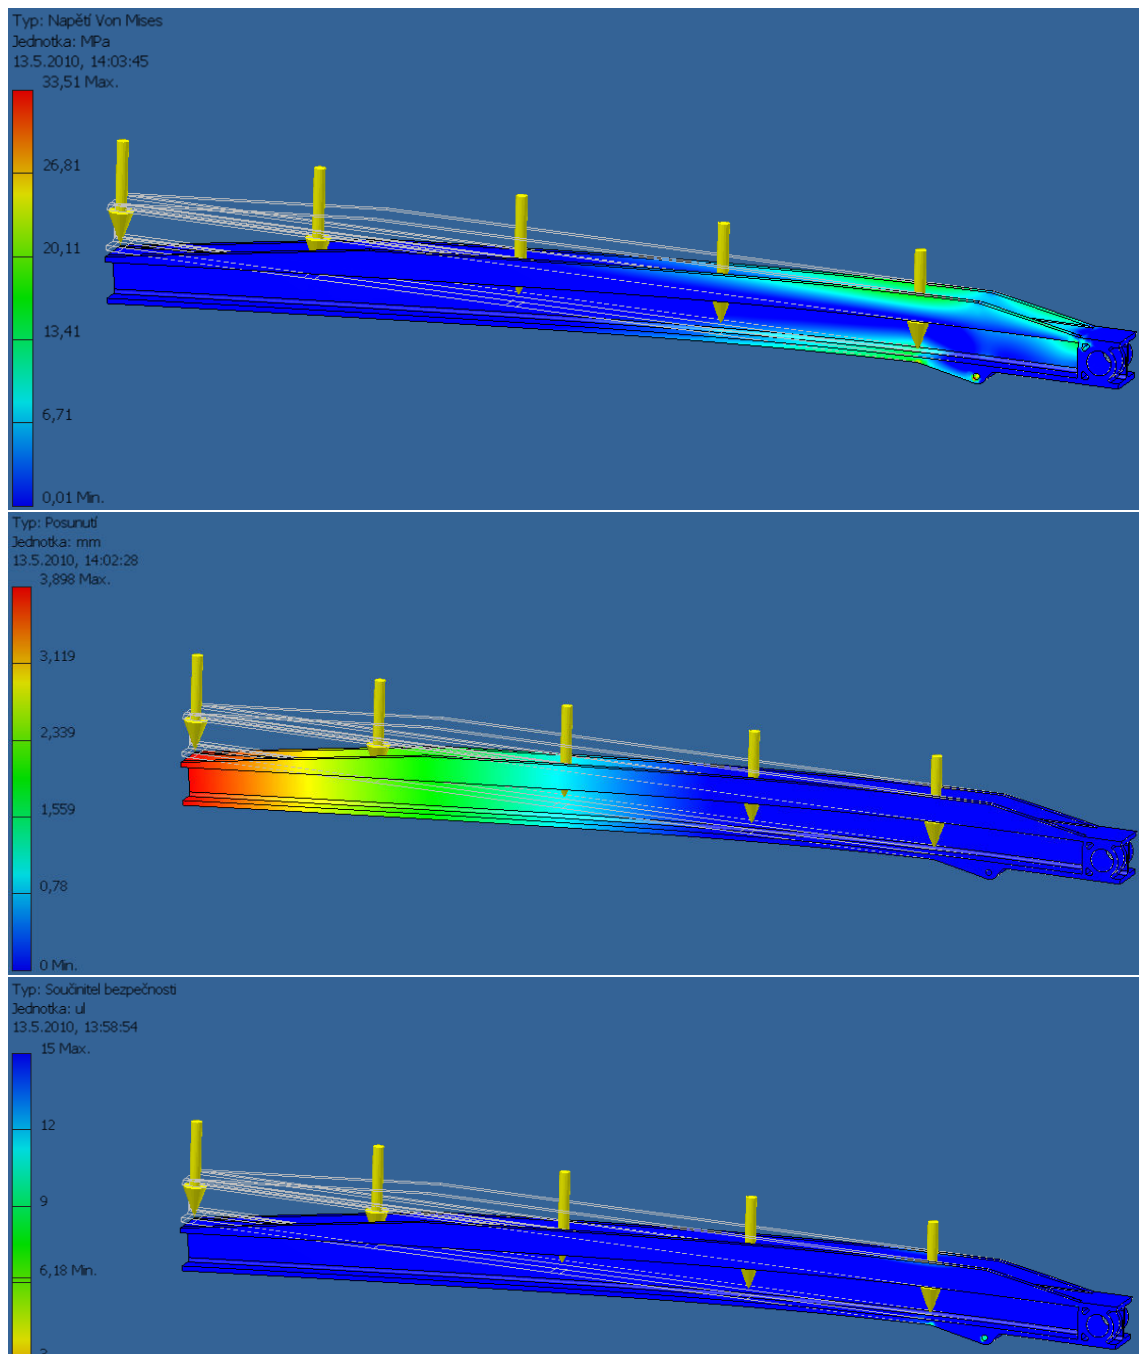 Typ: Napětí Von Mises
Jednotka: MPa
13.5.2010, 14:03:45
33,51 Max.
26,81
20,11
13,41
6,71
0,01 Min.
Typ: Posunutí
Jednotka: mm
13.5.2010, 14:02:28
3,898 Max.
3,119
2,339
1,559
0,78
0 Min.
Typ: Součinitel bezpečnosti
Jednotka: ul
13.5.2010, 13:58:54
15 Max.
12
9
6,18 Min.